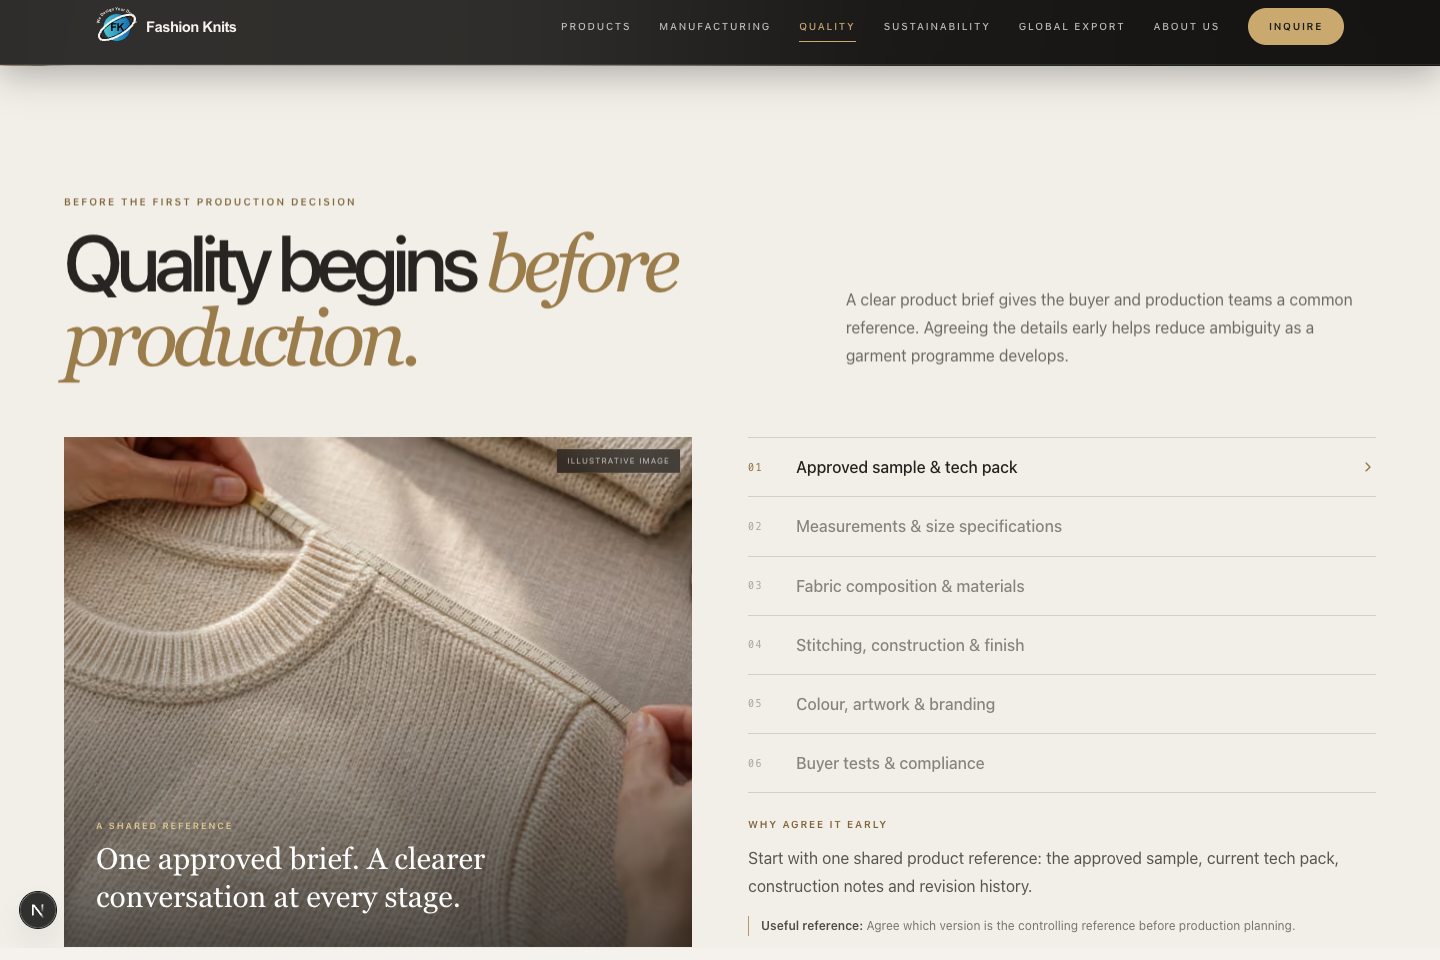 FK
Fashion Knits
PRODUCTS
MANUFACTURING
QUALITY
SUSTAINABILITY
GLOBAL EXPORT
ABOUT US
INQUIRE
BEFORE THE FIRST PRODUCTION DECISION
Quality begins before
production.
A clear product brief gives the buyer and production teams a common
reference. Agreeing the details early helps reduce ambiguity as a
garment programme develops.
ILLUSTRATIVE IMAGE
A SHARED REFERENCE
One approved brief. A clearer
conversation at every stage.
01 Approved sample & tech pack
02 Measurements & size specifications
03 Fabric composition & materials
04 Stitching, construction & finish
05 Colour, artwork & branding
06 Buyer tests & compliance
WHY AGREE IT EARLY
Start with one shared product reference: the approved sample, current tech pack,
construction notes and revision history.
Useful reference: Agree which version is the controlling reference before production planning.
N